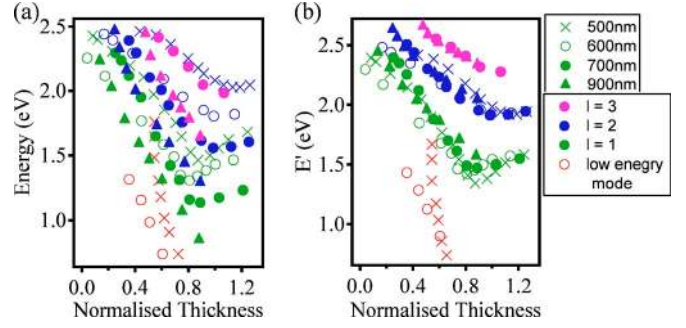 (a)
Energy (eV)
2.5
2.0
1.5
1.0
0.0 0.4 0.8 1.2
Normalised Thickness
(b)
E' (eV)
3.0
2.5
2.0
1.5
1.0
0.0 0.4 0.8 1.2
Normalised Thickness
500nm
600nm
700nm
900nm
l = 3
l = 2
l = 1
low enegry
mode